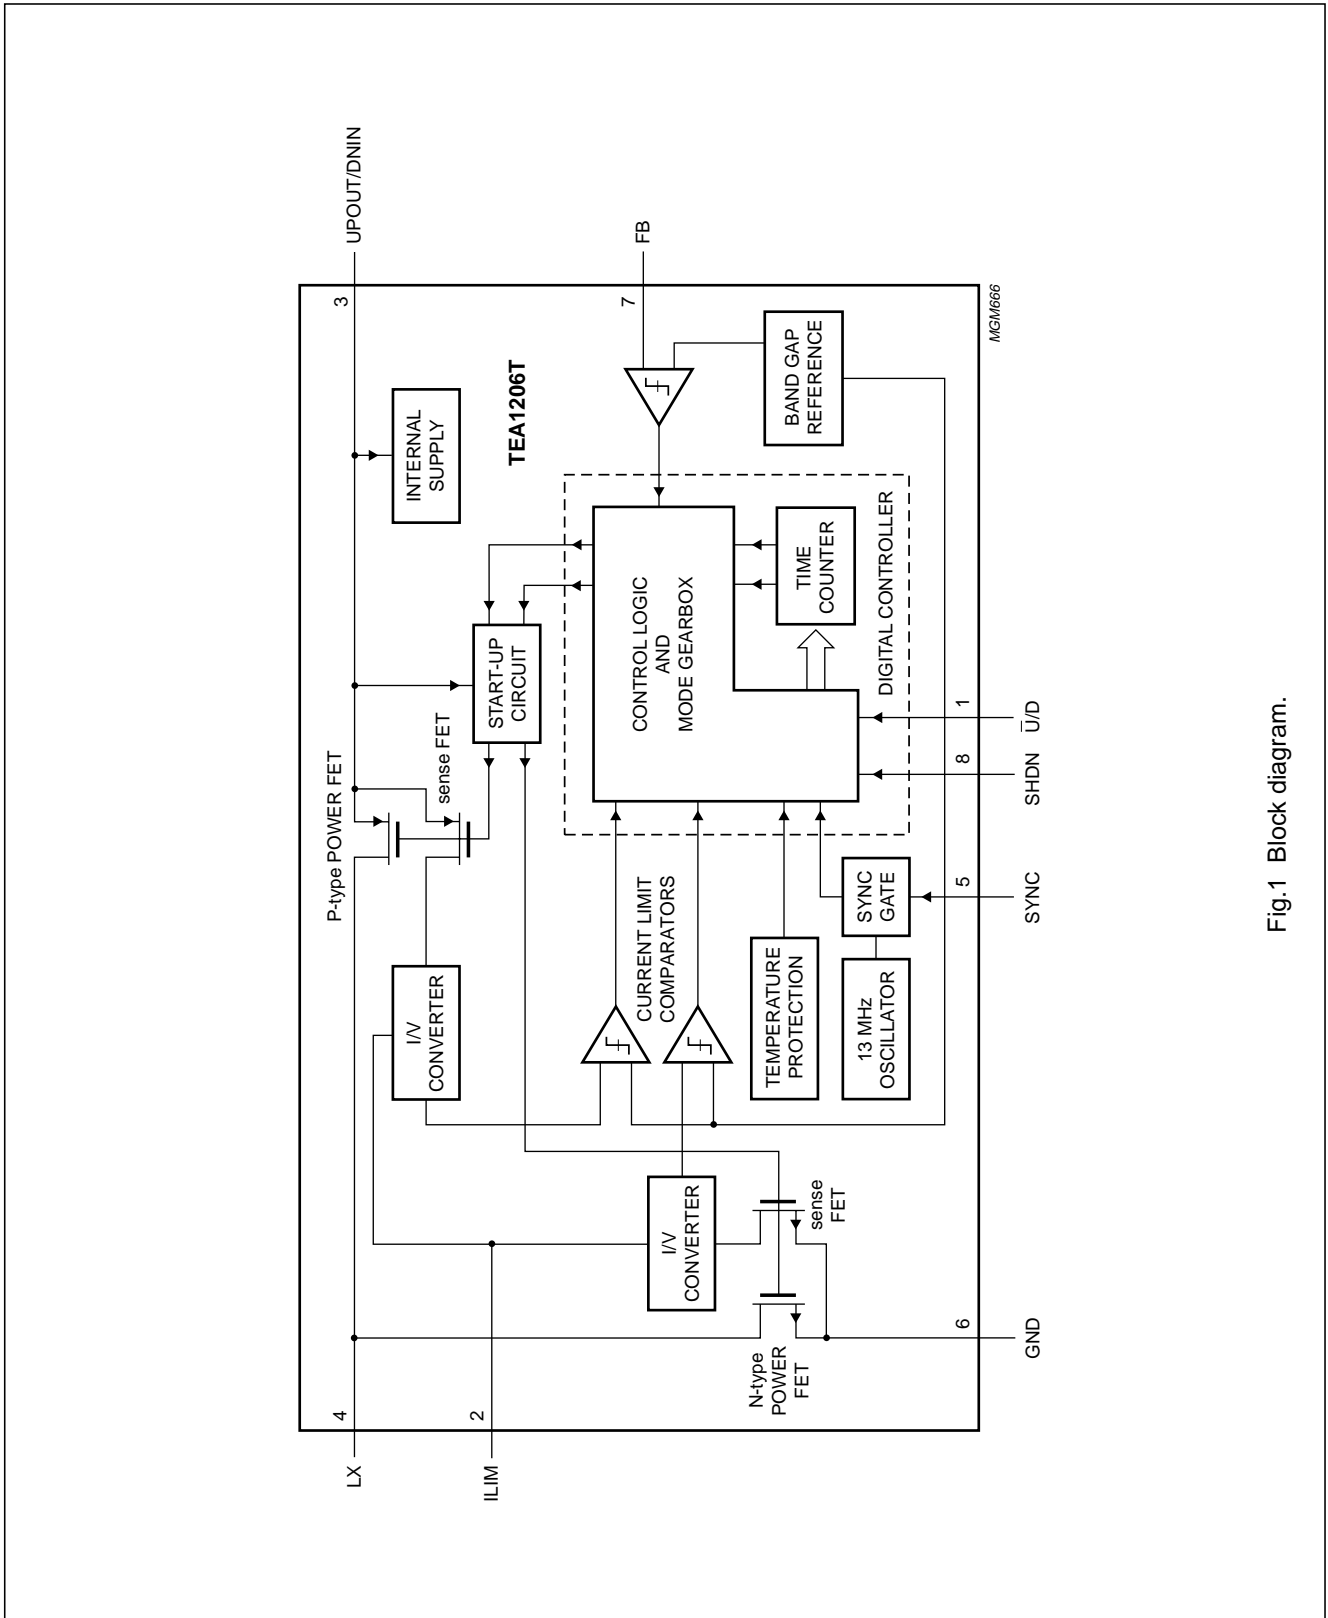 LX
4
P-type POWER FET
3
UPOUT/DNIN
sense FET
I/V
CONVERTER
START-UP
CIRCUIT
INTERNAL
SUPPLY
ILIM
2
TEA1206T
CURRENT LIMIT
COMPARATORS
CONTROL LOGIC
AND
MODE GEARBOX
7
FB
I/V
CONVERTER
N-type
POWER
FET
sense
FET
TEMPERATURE
PROTECTION
TIME
COUNTER
BAND GAP
REFERENCE
13 MHz
OSCILLATOR
SYNC
GATE
DIGITAL CONTROLLER
6
5
8
1
GND
SYNC
SHDN
U̅/D
MGM666
Fig.1 Block diagram.